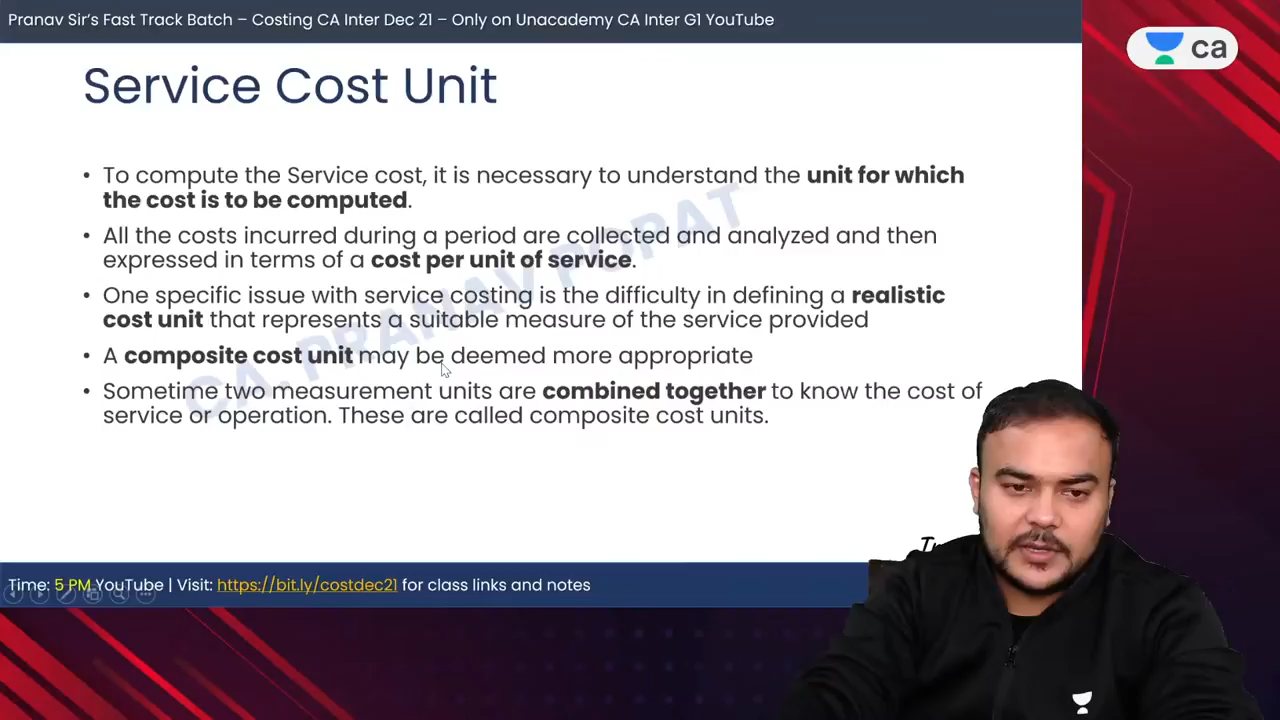 Pranav Sir's Fast Track Batch – Costing CA Inter Dec 21 – Only on Unacademy CA Inter G1 YouTube
ca
Service Cost Unit
• To compute the Service cost, it is necessary to understand the unit for which
the cost is to be computed.
• All the costs incurred during a period are collected and analyzed and then
expressed in terms of a cost per unit of service.
• One specific issue with service costing is the difficulty in defining a realistic
cost unit that represents a suitable measure of the service provided
• A composite cost unit may be deemed more appropriate
• Sometime two measurement units are combined together to know the cost of
service or operation. These are called composite cost units.
CA. PRANAV POPAT
Time: 5 PM YouTube | Visit: https://bit.ly/costdec21 for class links and notes